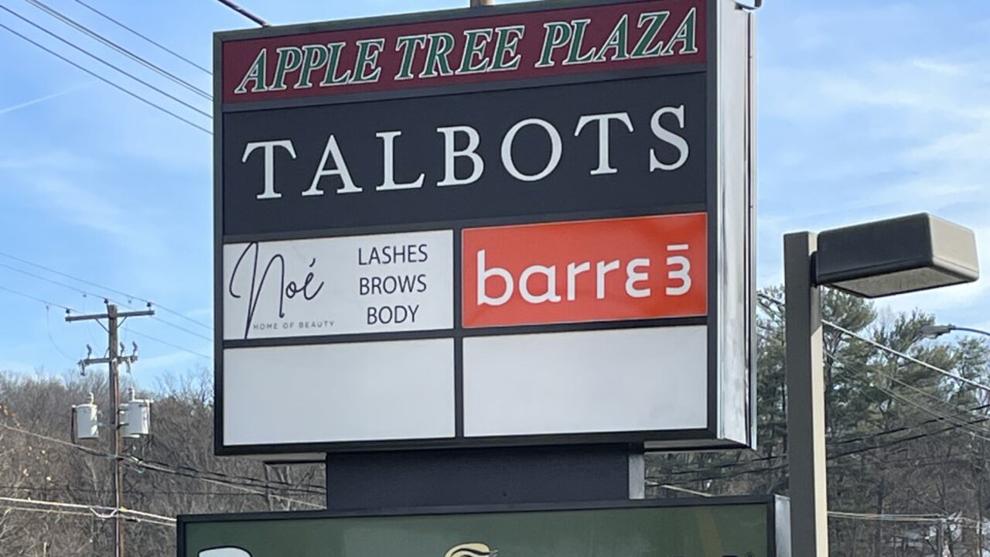 APPLE TREE PLAZA
TALBOTS
Noé
HOME OF BEAUTY
LASHES
BROWS
BODY
barre3